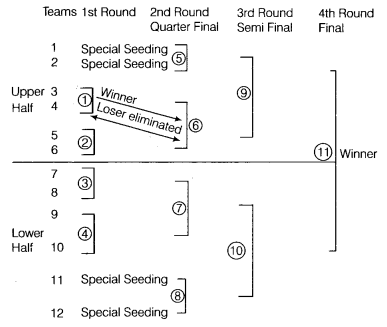 Teams 1st Round 2nd Round 3rd Round 4th Round
Quarter Final Semi Final Final
1 Special Seeding
2 Special Seeding ⑤
⑨
Upper 3 Winner
Half 4 ① Loser eliminated
⑥
5
6 ②
⑪ Winner
7
8 ③
⑦
9
Lower ④
Half 10 ⑩
11 Special Seeding
⑧
12 Special Seeding